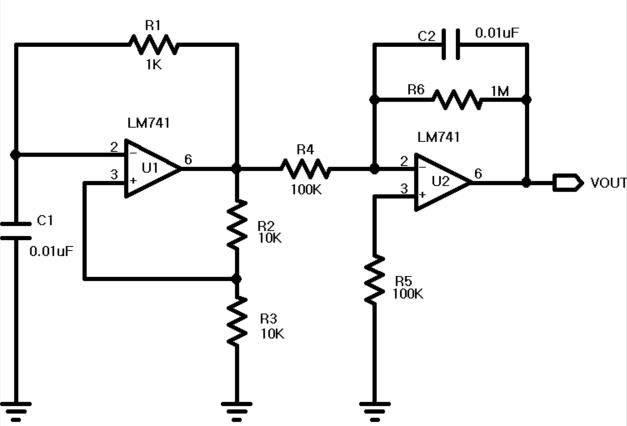 R1
1K
C2
0.01uF
R6
1M
LM741
2
−
U1
6
3
+
R4
100K
LM741
2
−
U2
6
3
+
VOUT
C1
0.01uF
R2
10K
R5
100K
R3
10K